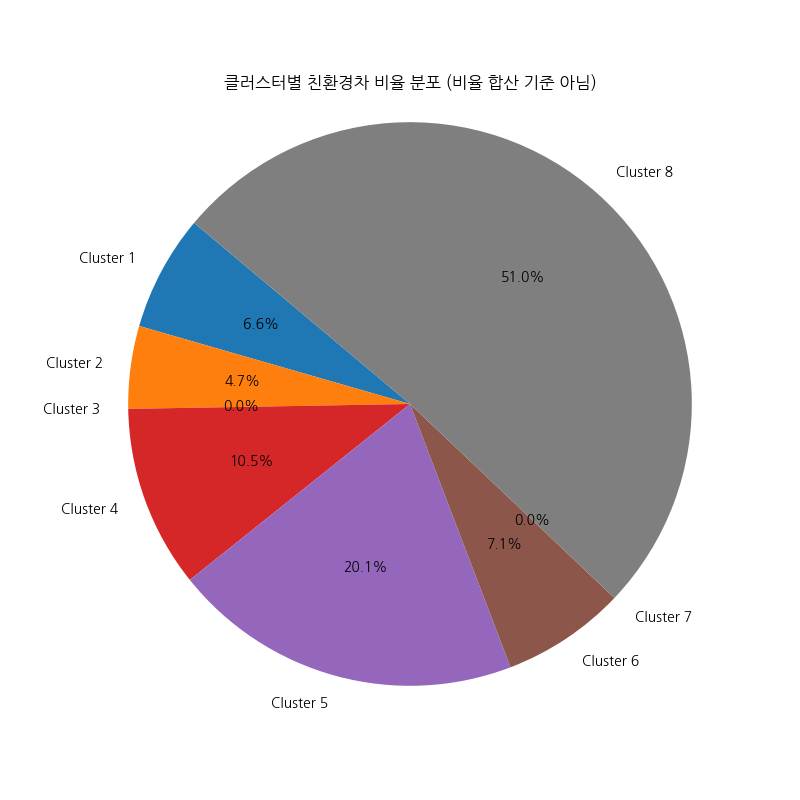 클러스터별 친환경차 비율 분포 (비율 합산 기준 아님)
Cluster 8
51.0%
Cluster 1
6.6%
Cluster 2
4.7%
Cluster 3
0.0%
Cluster 4
10.5%
Cluster 5
20.1%
Cluster 6
7.1%
Cluster 7
0.0%